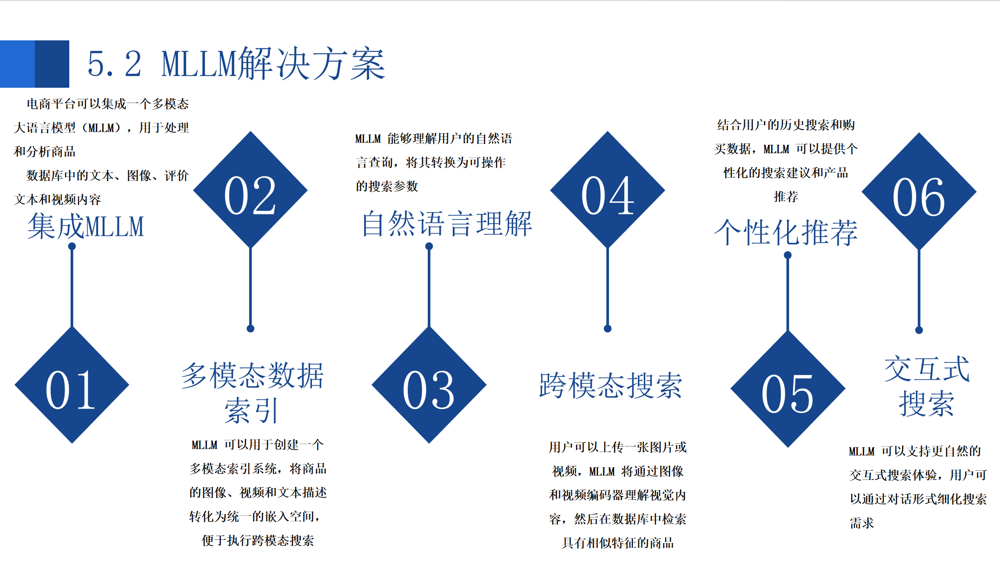 5.2 MLLM解决方案
电商平台可以集成一个多模态
大语言模型（MLLM），用于处理
和分析商品
数据库中的文本、图像、评价
文本和视频内容
集成MLLM
01
02
多模态数据
索引
MLLM 可以用于创建一个
多模态索引系统，将商品
的图像、视频和文本描述
转化为统一的嵌入空间，
便于执行跨模态搜索
MLLM 能够理解用户的自然语
言查询，将其转换为可操作
的搜索参数
自然语言理解
03
04
跨模态搜索
用户可以上传一张图片或
视频，MLLM 将通过图像
和视频编码器理解视觉内
容，然后在数据库中检索
具有相似特征的商品
结合用户的历史搜索和购
买数据，MLLM 可以提供个
性化的搜索建议和产品
推荐
个性化推荐
05
06
交互式
搜索
MLLM 可以支持更自然的
交互式搜索体验，用户可
以通过对话形式细化搜索
需求